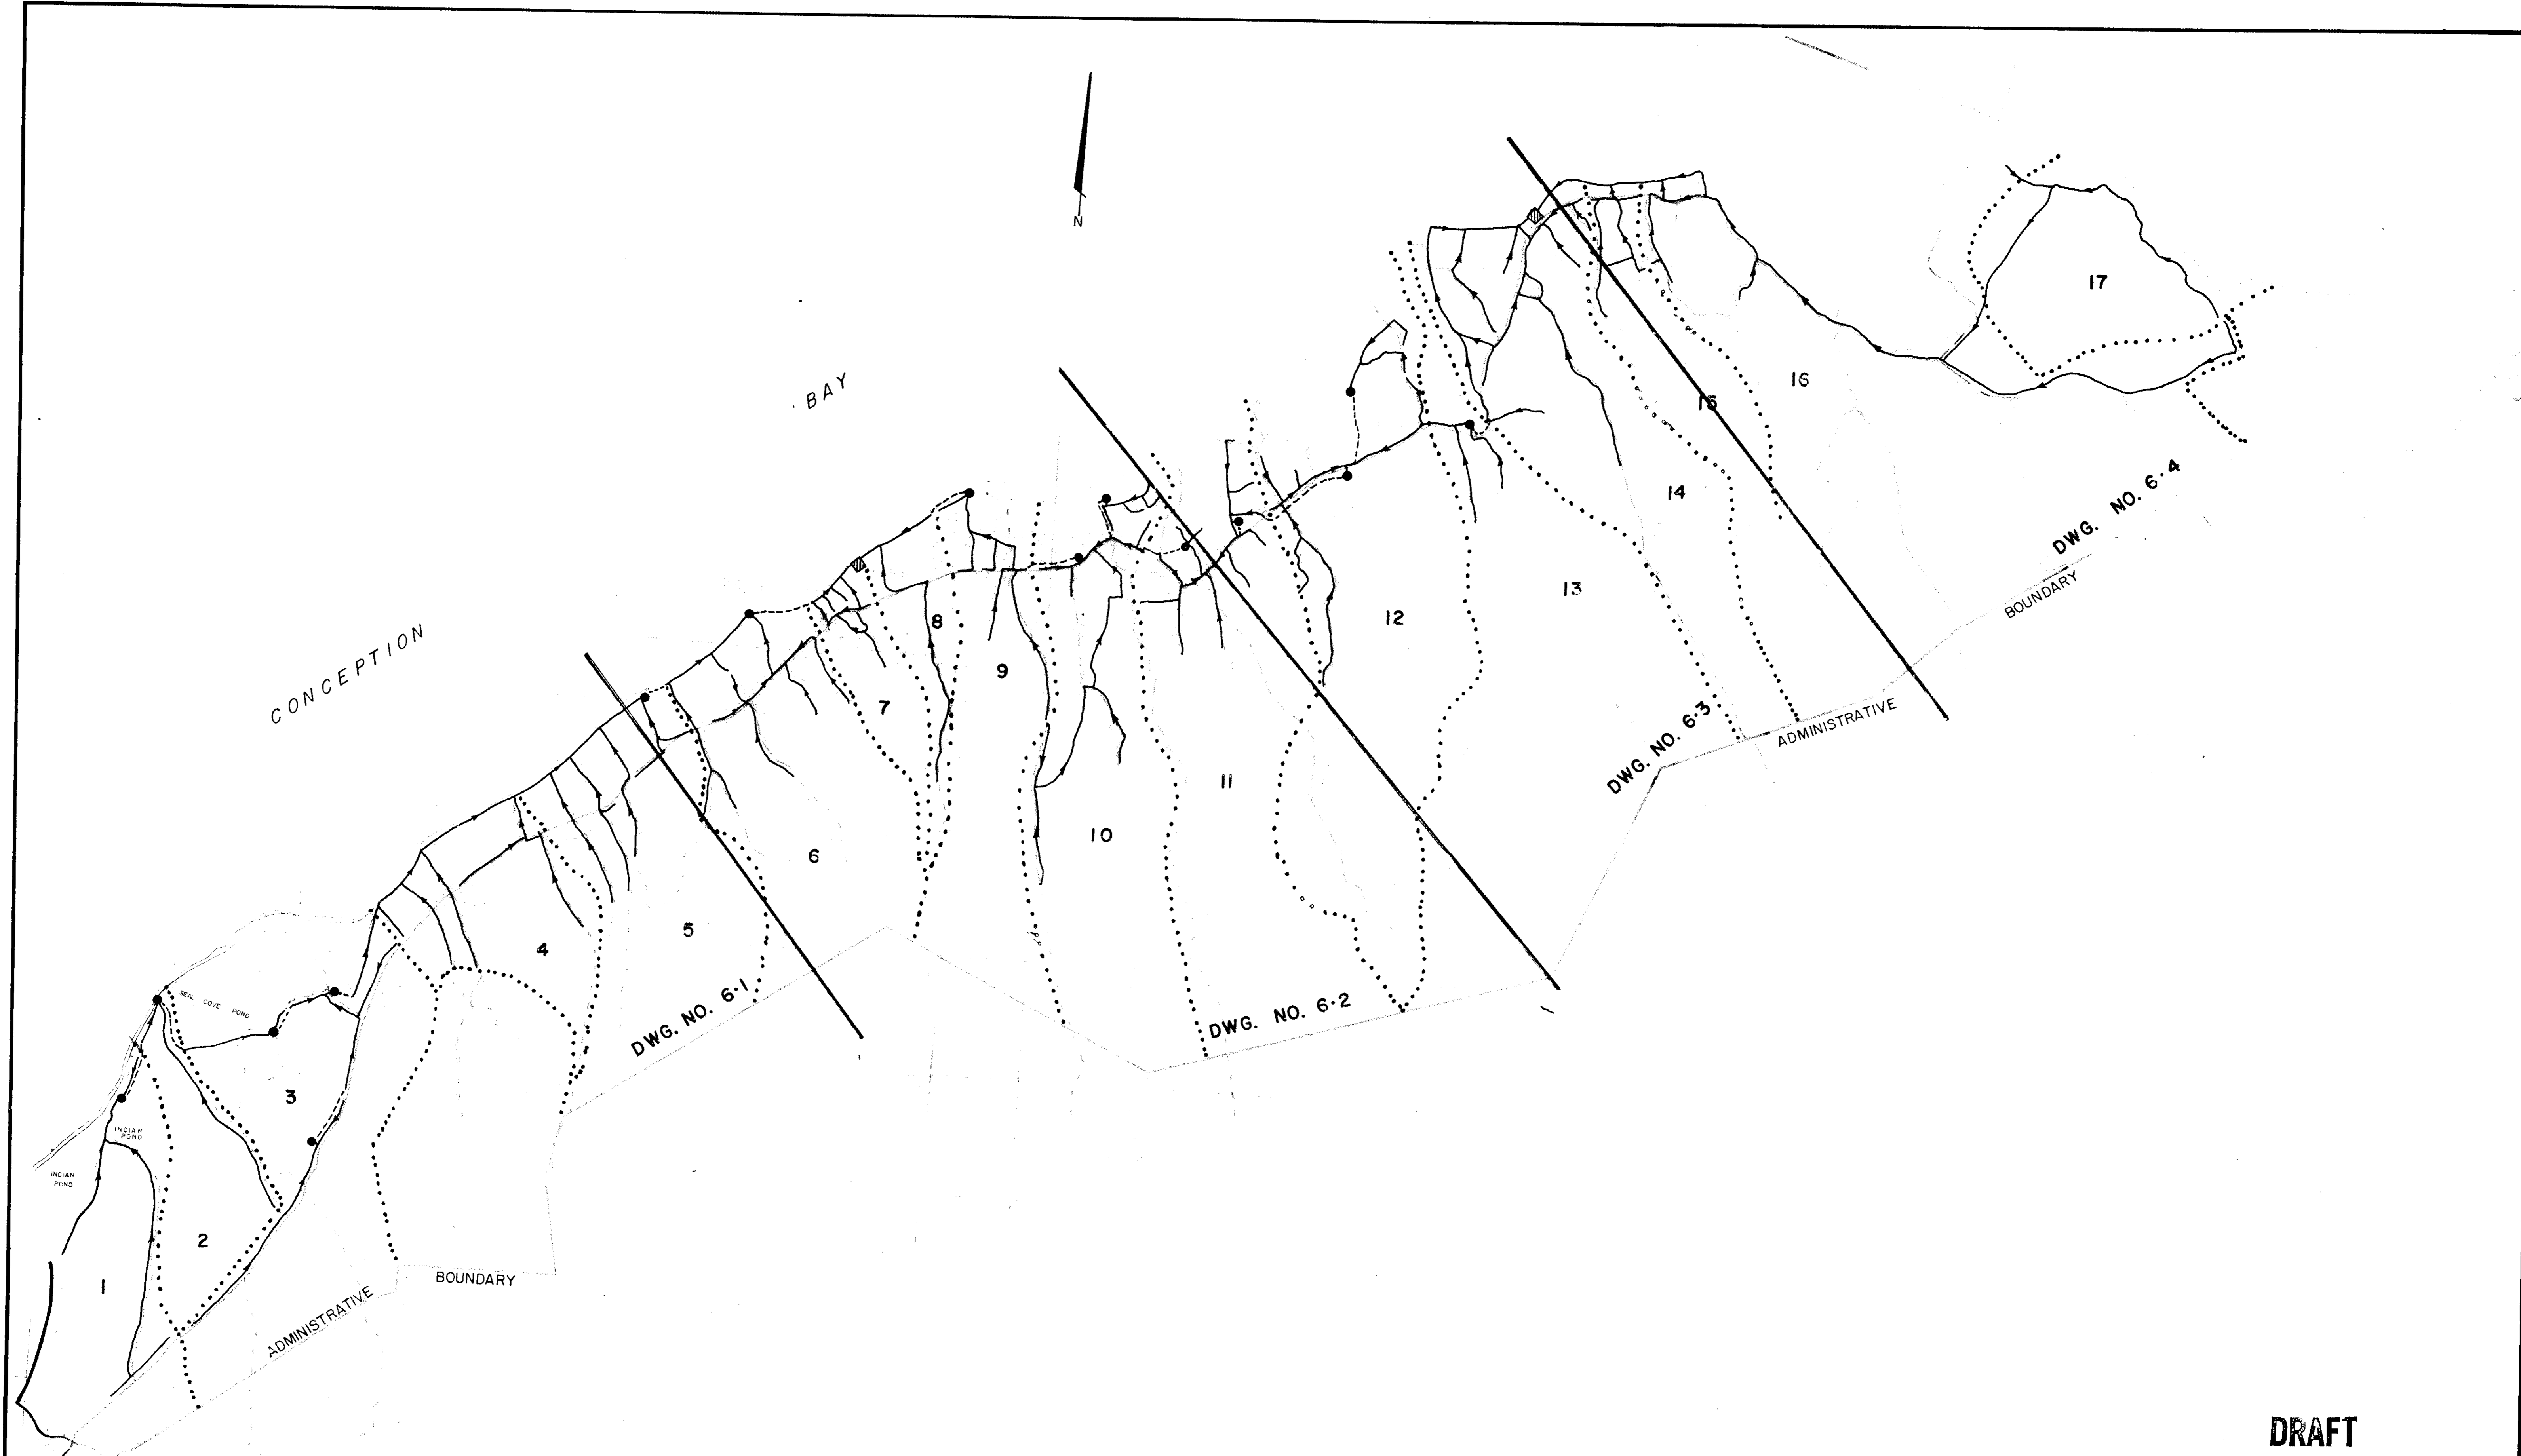 N
17
BAY
16
15
14
DWG. NO. 6·4
13
BOUNDARY
12
8
CONCEPTION
9
7
DWG. NO. 6·3
ADMINISTRATIVE
11
10
6
5
4
SEAL COVE POND
DWG. NO. 6·1
DWG. NO. 6·2
3
INDIAN
POND
INDIAN
POND
2
BOUNDARY
1
ADMINISTRATIVE
DRAFT